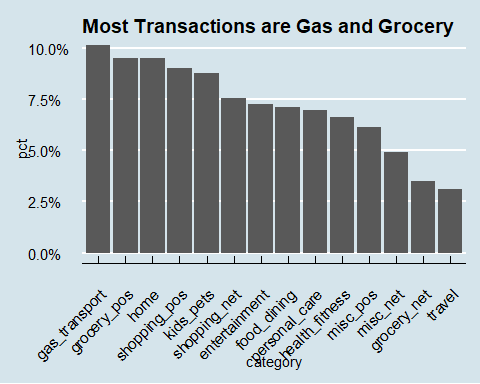 Most Transactions are Gas and Grocery
pct
10.0%
7.5%
5.0%
2.5%
0.0%
gas_transport
grocery_pos
home
shopping_pos
kids_pets
shopping_net
entertainment
food_dining
personal_care
health_fitness
misc_pos
misc_net
grocery_net
travel
category